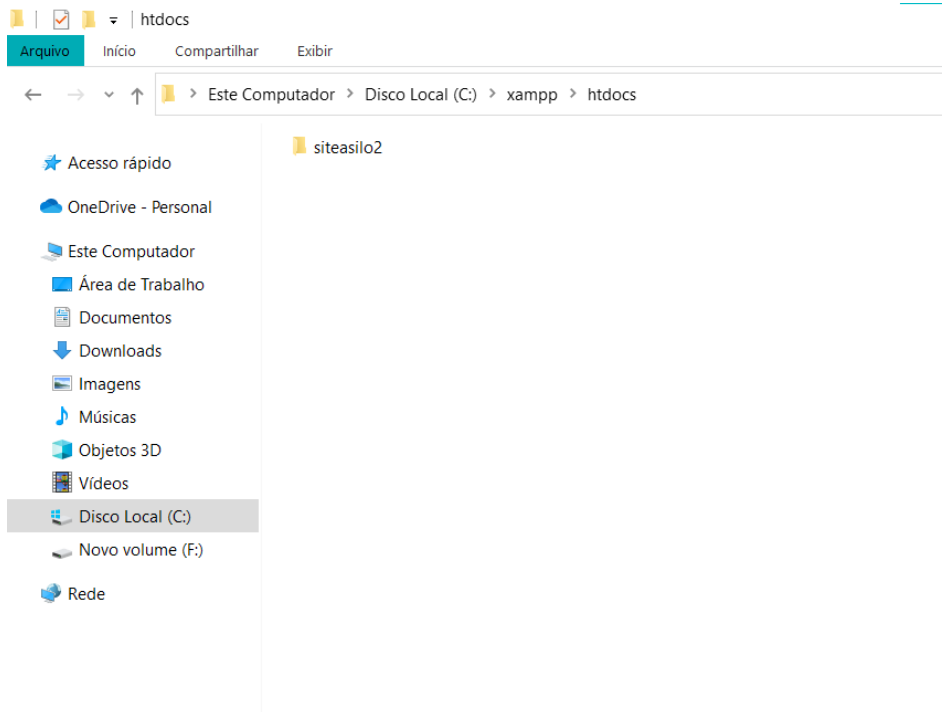 htdocs
Arquivo Início Compartilhar Exibir
Este Computador > Disco Local (C:) > xampp > htdocs
siteasilo2
Acesso rápido
OneDrive - Personal
Este Computador
Área de Trabalho
Documentos
Downloads
Imagens
Músicas
Objetos 3D
Vídeos
Disco Local (C:)
Novo volume (F:)
Rede